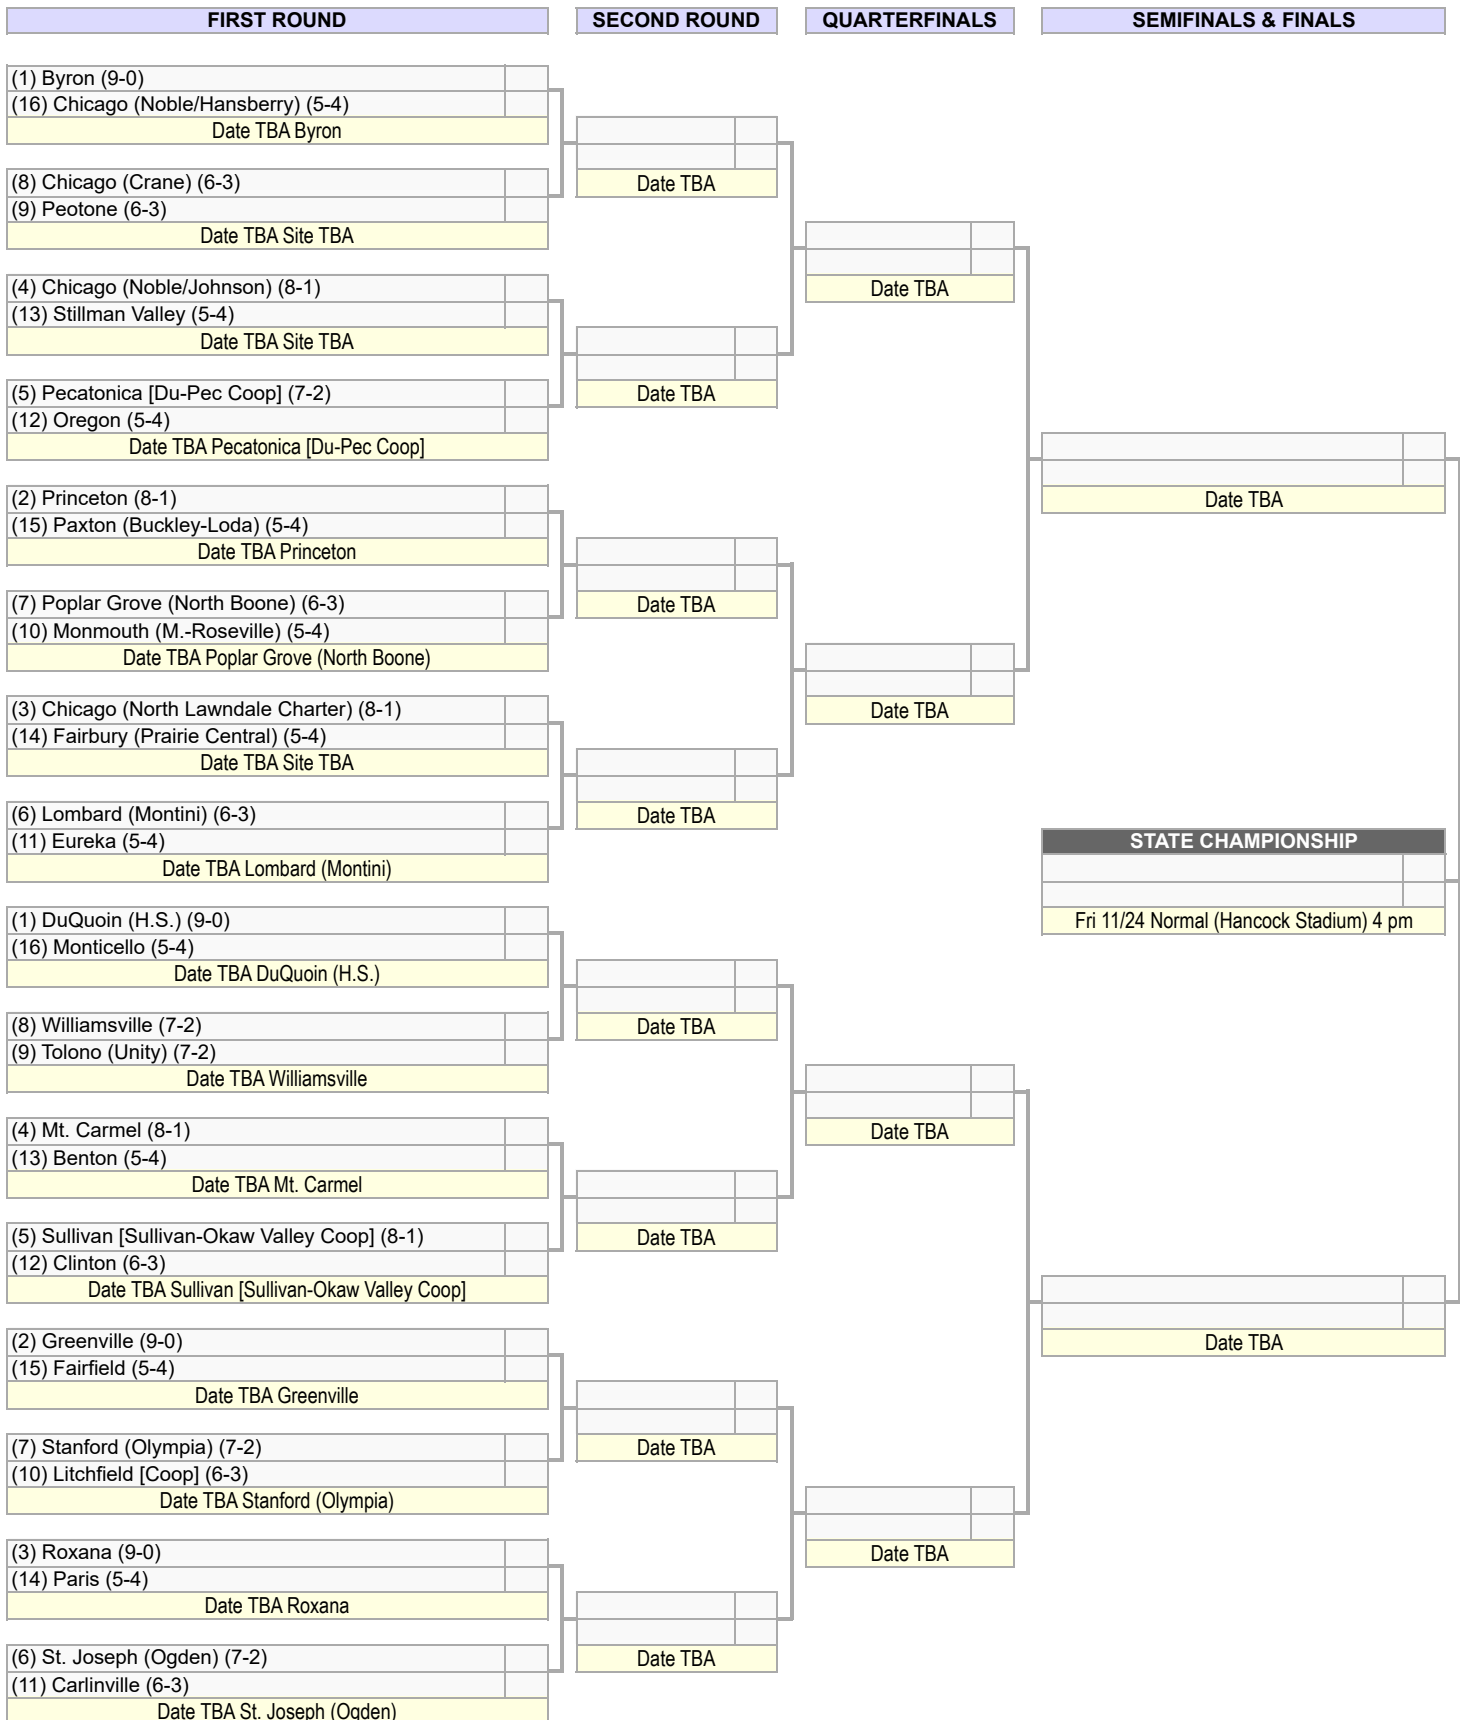 FIRST ROUND
SECOND ROUND
QUARTERFINALS
SEMIFINALS & FINALS
(1) Byron (9-0)
(16) Chicago (Noble/Hansberry) (5-4)
Date TBA Byron
(8) Chicago (Crane) (6-3)
(9) Peotone (6-3)
Date TBA Site TBA
(4) Chicago (Noble/Johnson) (8-1)
(13) Stillman Valley (5-4)
Date TBA Site TBA
(5) Pecatonica [Du-Pec Coop] (7-2)
(12) Oregon (5-4)
Date TBA Pecatonica [Du-Pec Coop]
(2) Princeton (8-1)
(15) Paxton (Buckley-Loda) (5-4)
Date TBA Princeton
(7) Poplar Grove (North Boone) (6-3)
(10) Monmouth (M.-Roseville) (5-4)
Date TBA Poplar Grove (North Boone)
(3) Chicago (North Lawndale Charter) (8-1)
(14) Fairbury (Prairie Central) (5-4)
Date TBA Site TBA
(6) Lombard (Montini) (6-3)
(11) Eureka (5-4)
Date TBA Lombard (Montini)
(1) DuQuoin (H.S.) (9-0)
(16) Monticello (5-4)
Date TBA DuQuoin (H.S.)
(8) Williamsville (7-2)
(9) Tolono (Unity) (7-2)
Date TBA Williamsville
(4) Mt. Carmel (8-1)
(13) Benton (5-4)
Date TBA Mt. Carmel
(5) Sullivan [Sullivan-Okaw Valley Coop] (8-1)
(12) Clinton (6-3)
Date TBA Sullivan [Sullivan-Okaw Valley Coop]
(2) Greenville (9-0)
(15) Fairfield (5-4)
Date TBA Greenville
(7) Stanford (Olympia) (7-2)
(10) Litchfield [Coop] (6-3)
Date TBA Stanford (Olympia)
(3) Roxana (9-0)
(14) Paris (5-4)
Date TBA Roxana
(6) St. Joseph (Ogden) (7-2)
(11) Carlinville (6-3)
Date TBA St. Joseph (Ogden)
Date TBA
Date TBA
Date TBA
Date TBA
Date TBA
Date TBA
Date TBA
Date TBA
Date TBA
Date TBA
Date TBA
Date TBA
Date TBA
STATE CHAMPIONSHIP
Fri 11/24 Normal (Hancock Stadium) 4 pm
Date TBA